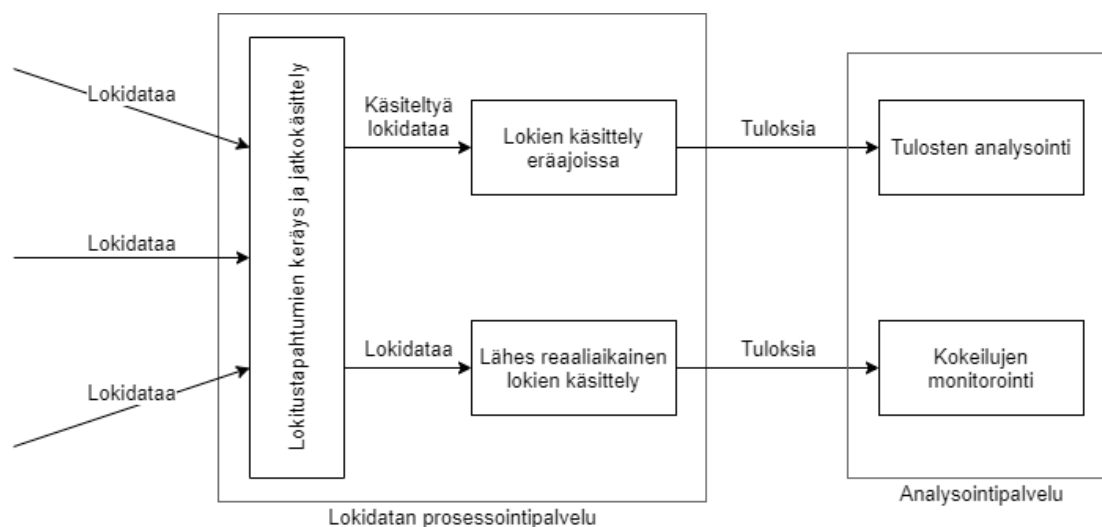 Lokidataa
Lokidataa
Lokidataa
Lokitustapahtumien keräys ja jatkokäsittely
Käsiteltyä
lokidataa
Lokidataa
Lokien käsittely
eräajoissa
Lähes reaaliaikainen
lokien käsittely
Tuloksia
Tuloksia
Tulosten analysointi
Kokeilujen
monitorointi
Lokidatan prosessointipalvelu
Analysointipalvelu